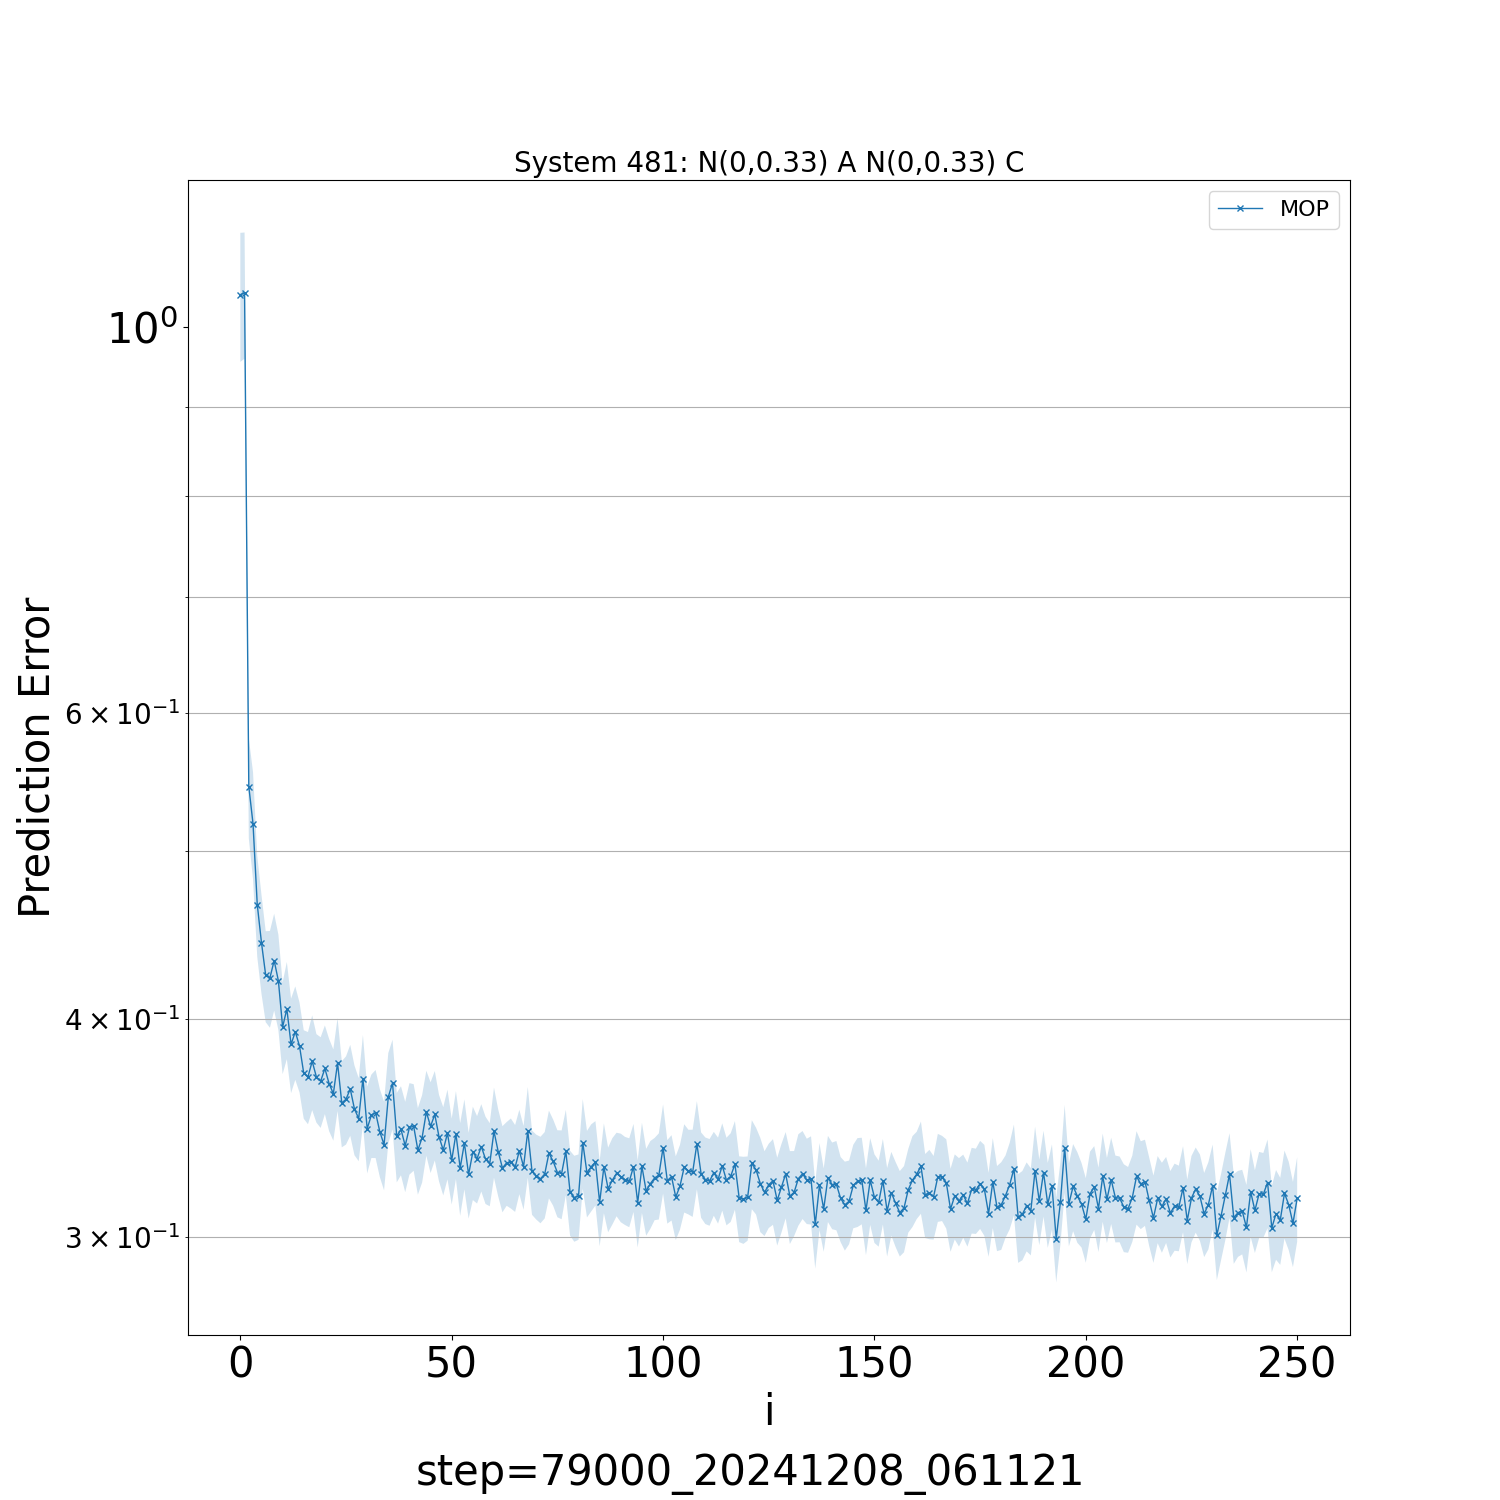 System 481: N(0,0.33) A N(0,0.33) C
MOP
10⁰
6 × 10⁻¹
4 × 10⁻¹
3 × 10⁻¹
Prediction Error
0 50 100 150 200 250
i
step=79000_20241208_061121